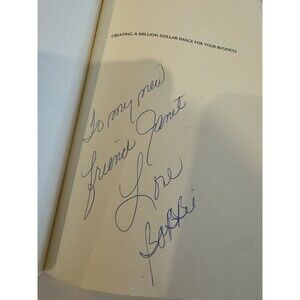 CREATING A MILLION-DOLLAR IMAGE FOR YOUR BUSINESS
To my new
friend Janet
Love
Bobbi